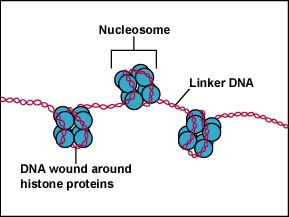 Nucleosome
Linker DNA
DNA wound around
histone proteins